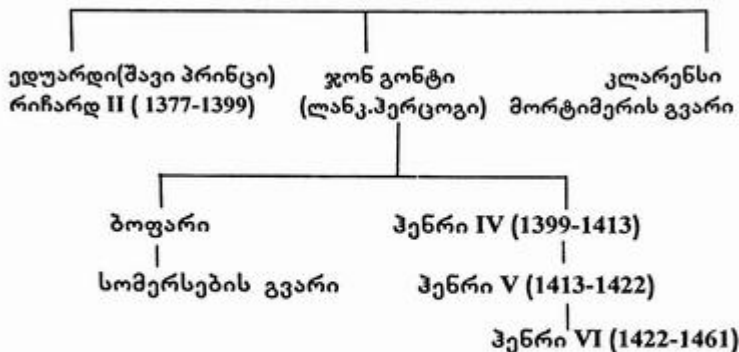 ედუარდი(შავი პრინცი) ჯონ გონტი კლარენსი
რიჩარდ II ( 1377-1399) (ლანკ.ჰერცოგი) მორტიმერის გვარი
ბოფარი ჰენრი IV (1399-1413)
სომერსების გვარი ჰენრი V (1413-1422)
ჰენრი VI (1422-1461)